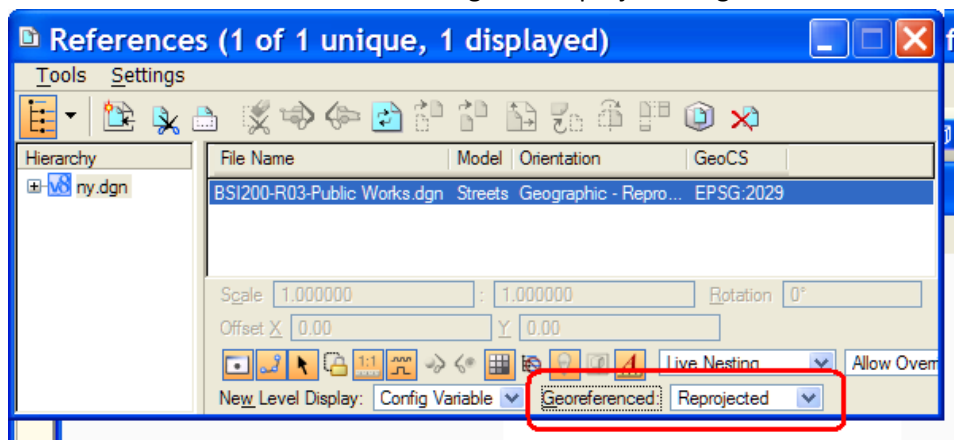 References (1 of 1 unique, 1 displayed)
Tools Settings
Hierarchy File Name Model Orientation GeoCS
ny.dgn
BSI200-R03-Public Works.dgn Streets Geographic - Repro... EPSG:2029
Scale 1.000000 : 1.000000 Rotation 0°
Offset X 0.00 Y 0.00
1:1 Live Nesting Allow Overr
New Level Display: Config Variable Georeferenced: Reprojected